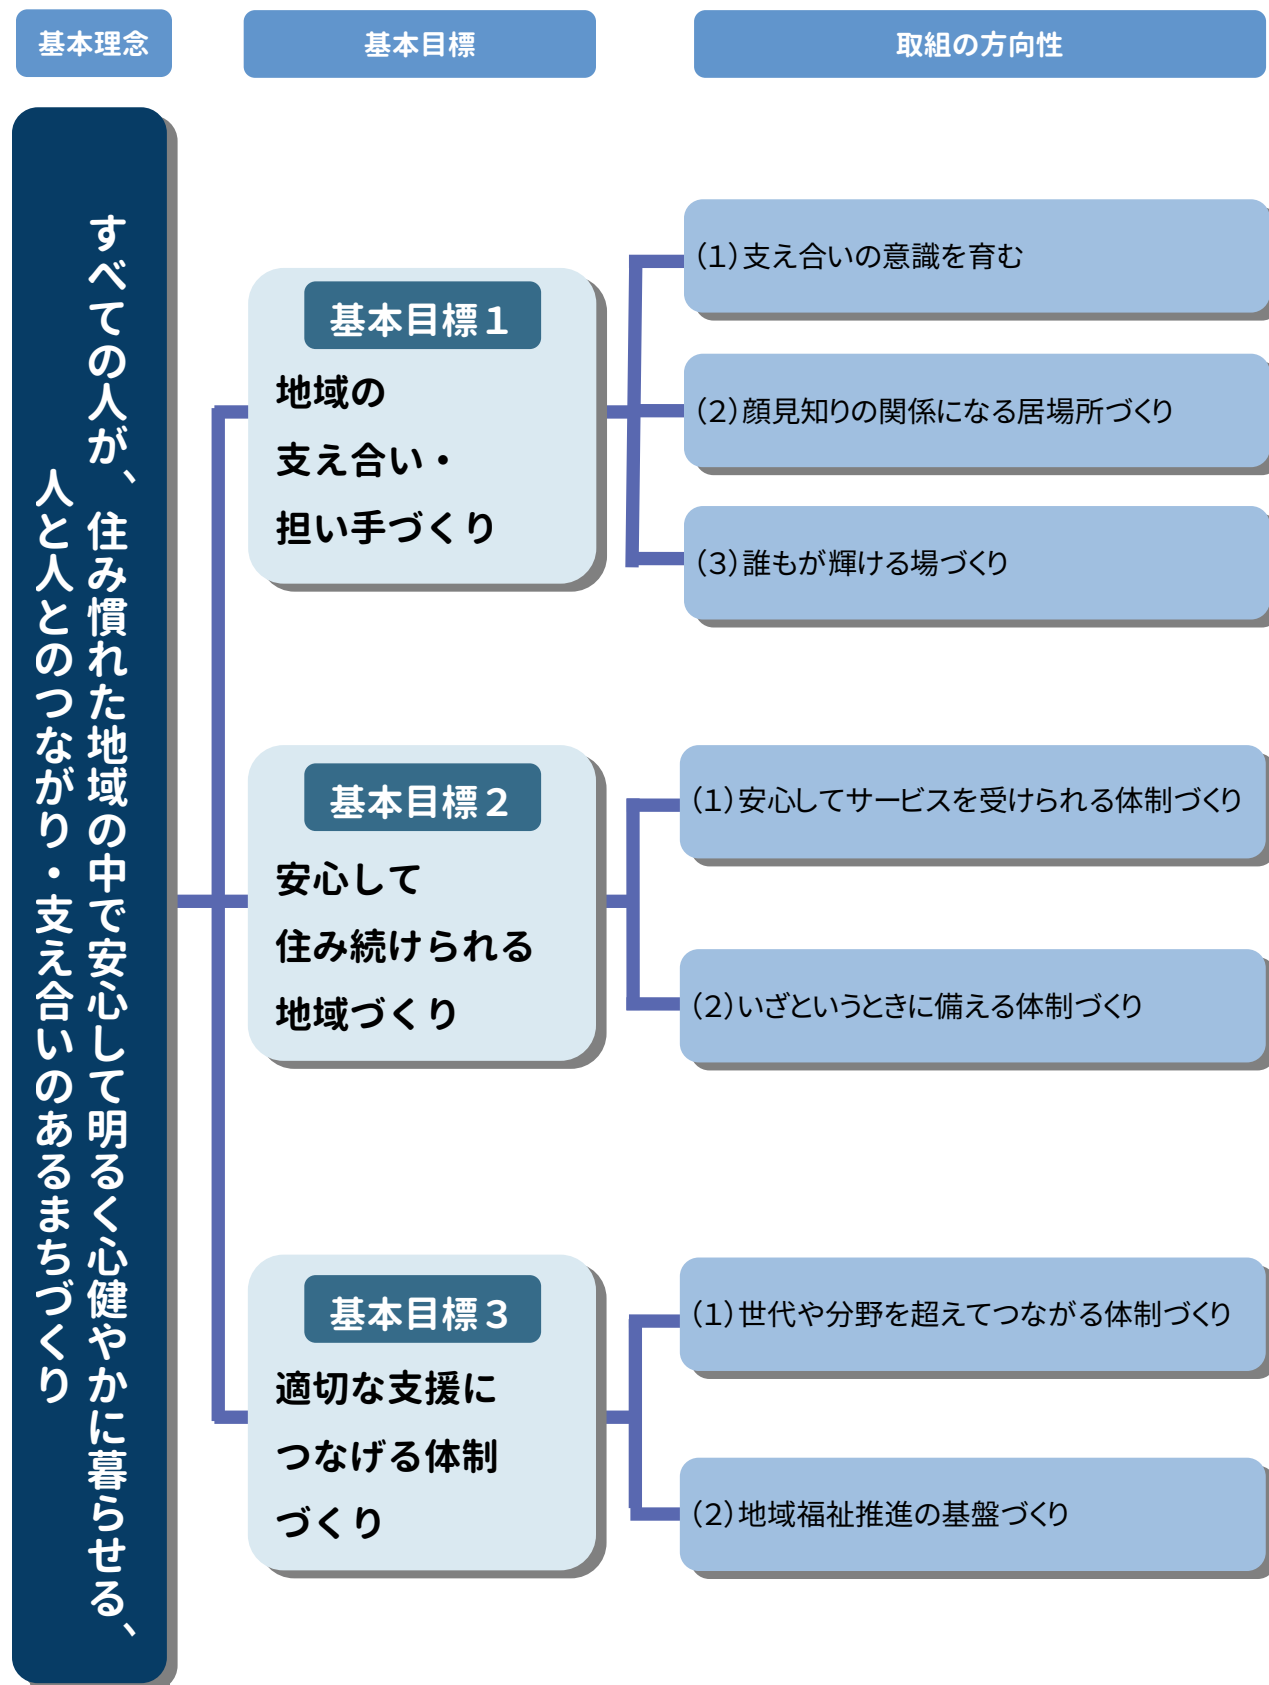 基本理念
基本目標
取組の方向性
すべての人が、住み慣れた地域の中で安心して明るく心健やかに暮らせる、
人と人とのつながり・支え合いのあるまちづくり
基本目標１
地域の
支え合い・
担い手づくり
（１）支え合いの意識を育む
（２）顔見知りの関係になる居場所づくり
（３）誰もが輝ける場づくり
基本目標２
安心して
住み続けられる
地域づくり
（１）安心してサービスを受けられる体制づくり
（２）いざというときに備える体制づくり
基本目標３
適切な支援に
つなげる体制
づくり
（１）世代や分野を超えてつながる体制づくり
（２）地域福祉推進の基盤づくり